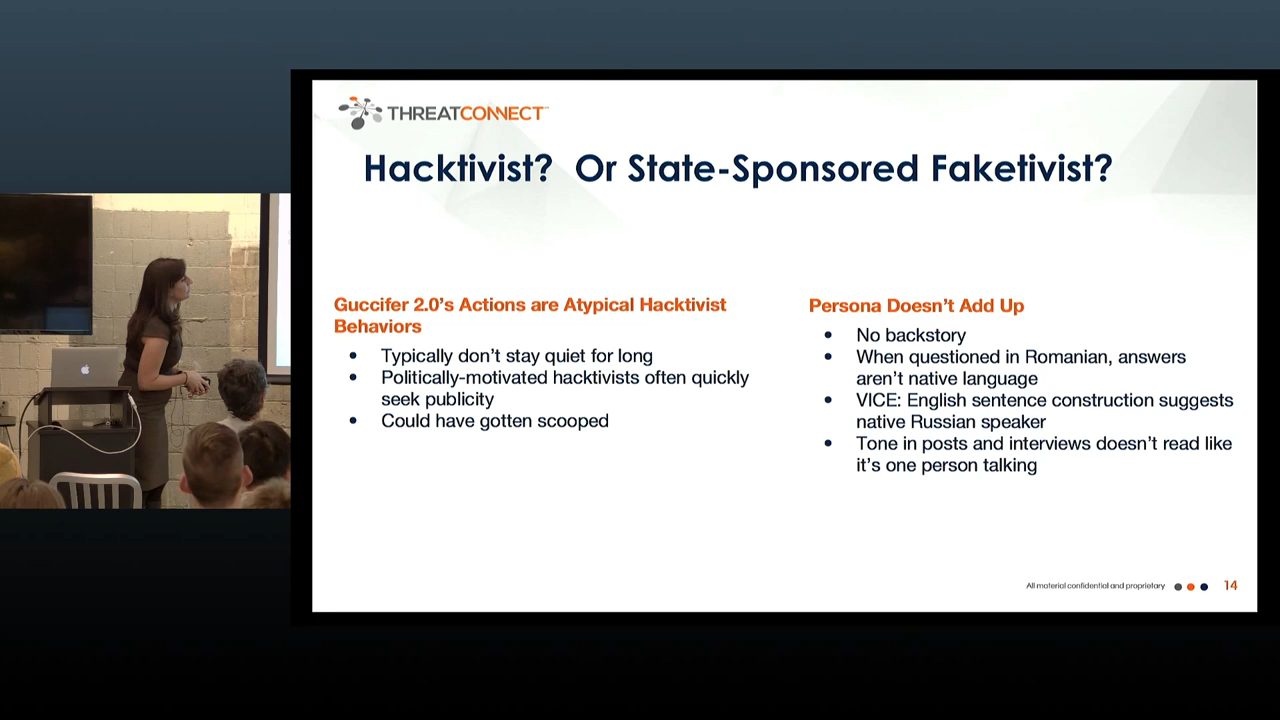 THREATCONNECT™
Hacktivist? Or State-Sponsored Faketivist?
Guccifer 2.0’s Actions are Atypical Hacktivist
Behaviors
• Typically don’t stay quiet for long
• Politically-motivated hacktivists often quickly
seek publicity
• Could have gotten scooped
Persona Doesn’t Add Up
• No backstory
• When questioned in Romanian, answers
aren’t native language
• VICE: English sentence construction suggests
native Russian speaker
• Tone in posts and interviews doesn’t read like
it’s one person talking
All material confidential and proprietary
14